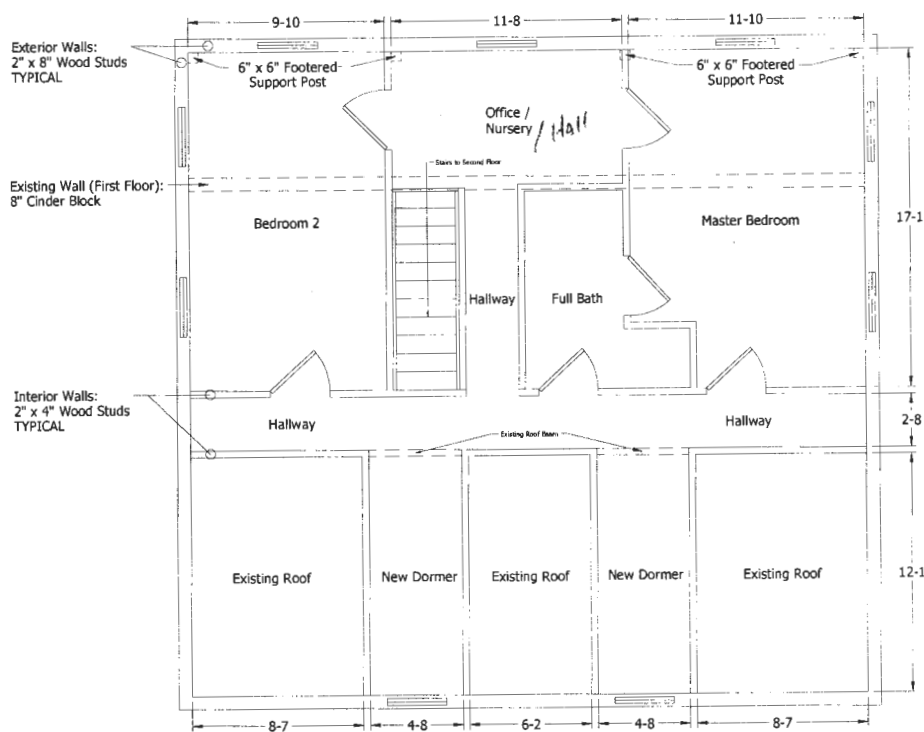 9-10
11-8
11-10
Exterior Walls:
2" x 8" Wood Studs
TYPICAL
6" x 6" Footered
Support Post
6" x 6" Footered
Support Post
Office /
Nursery / Hall
Stairs to Second Floor
Existing Wall (First Floor):
8" Cinder Block
Bedroom 2
Master Bedroom
17-1
Hallway
Full Bath
Interior Walls:
2" x 4" Wood Studs
TYPICAL
Hallway
Hallway
2-8
Existing Roof Beam
Existing Roof
New Dormer
Existing Roof
New Dormer
Existing Roof
12-1
8-7
4-8
6-2
4-8
8-7